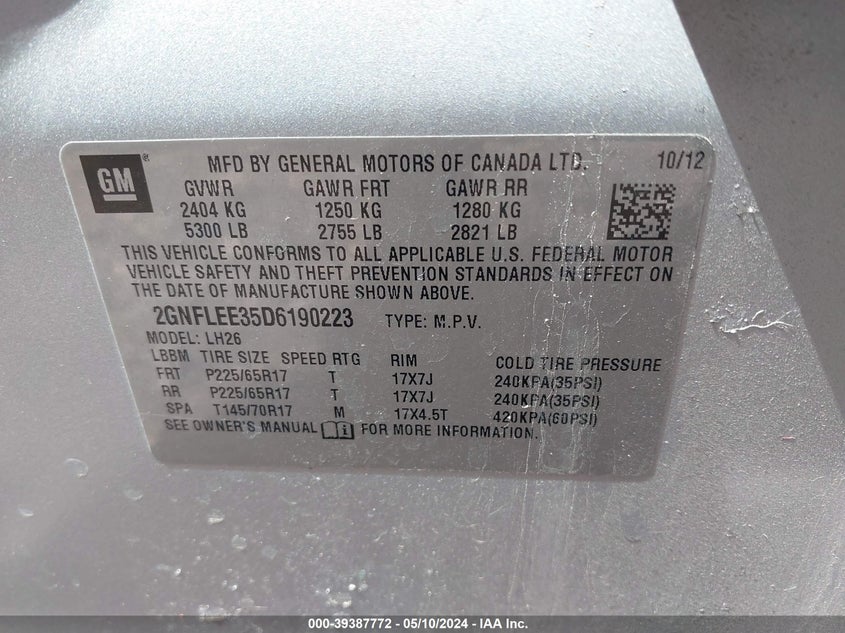 GM ® MFD BY GENERAL MOTORS OF CANADA LTD. 10/12
GVWR GAWR FRT GAWR RR
2404 KG 1250 KG 1280 KG
5300 LB 2755 LB 2821 LB
THIS VEHICLE CONFORMS TO ALL APPLICABLE U.S. FEDERAL MOTOR
VEHICLE SAFETY AND THEFT PREVENTION STANDARDS IN EFFECT ON
THE DATE OF MANUFACTURE SHOWN ABOVE.
2GNFLEE35D6190223 TYPE: M.P.V.
MODEL: LH26
LBBM TIRE SIZE SPEED RTG RIM COLD TIRE PRESSURE
FRT P225/65R17 T 17X7J 240KPA(35PSI)
RR P225/65R17 T 17X7J 240KPA(35PSI)
SPA T145/70R17 M 17X4.5T 420KPA(60PSI)
SEE OWNER'S MANUAL FOR MORE INFORMATION.
000-39387772 — 05/10/2024 — IAA Inc.